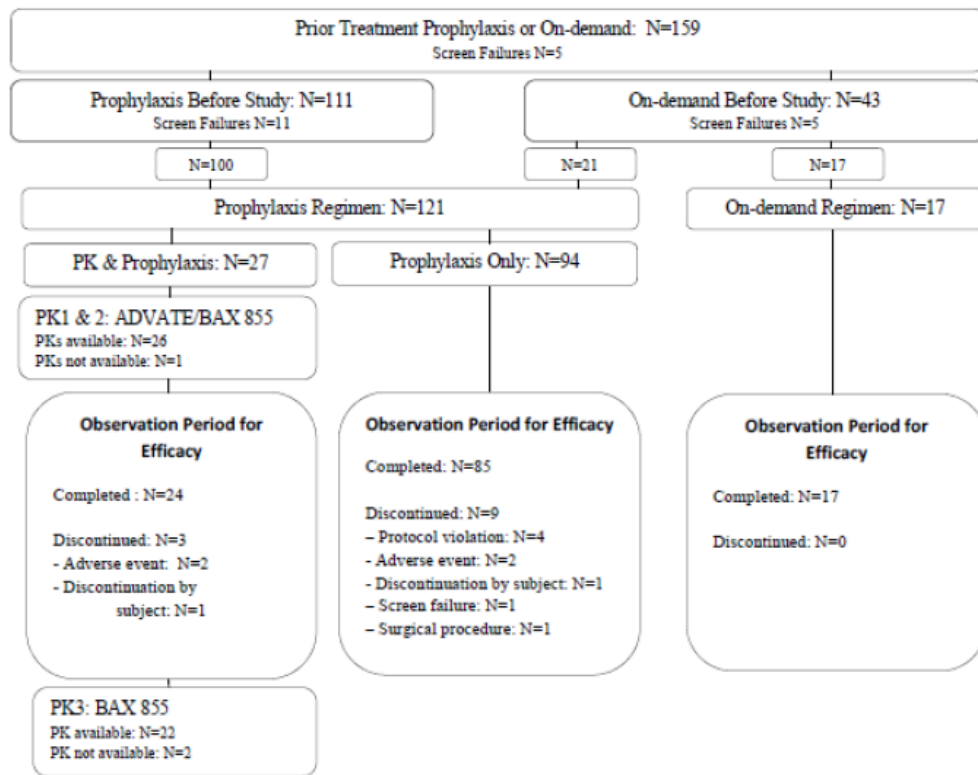 Prior Treatment Prophylaxis or On-demand: N=159
Screen Failures N=5
Prophylaxis Before Study: N=111
Screen Failures N=11
On-demand Before Study: N=43
Screen Failures N=5
N=100
N=21
N=17
Prophylaxis Regimen: N=121
On-demand Regimen: N=17
PK & Prophylaxis: N=27
Prophylaxis Only: N=94
PK1 & 2: ADVATE/BAX 855
PKs available: N=26
PKs not available: N=1
Observation Period for
Efficacy
Completed : N=24
Discontinued: N=3
- Adverse event: N=2
- Discontinuation by
subject: N=1
Observation Period for Efficacy
Completed: N=85
Discontinued: N=9
– Protocol violation: N=4
– Adverse event: N=2
- Discontinuation by subject: N=1
– Screen failure: N=1
– Surgical procedure: N=1
Observation Period for
Efficacy
Completed: N=17
Discontinued: N=0
PK3: BAX 855
PK available: N=22
PK not available: N=2